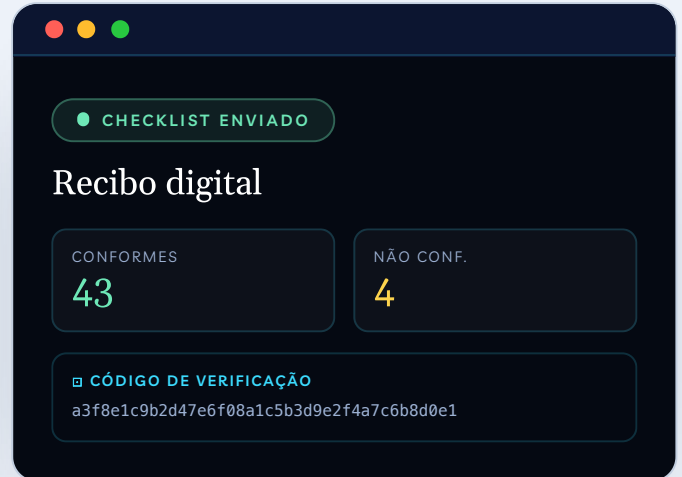 CHECKLIST ENVIADO
Recibo digital
CONFORMES
43
NÃO CONF.
4
CÓDIGO DE VERIFICAÇÃO
a3f8e1c9b2d47e6f08a1c5b3d9e2f4a7c6b8d0e1